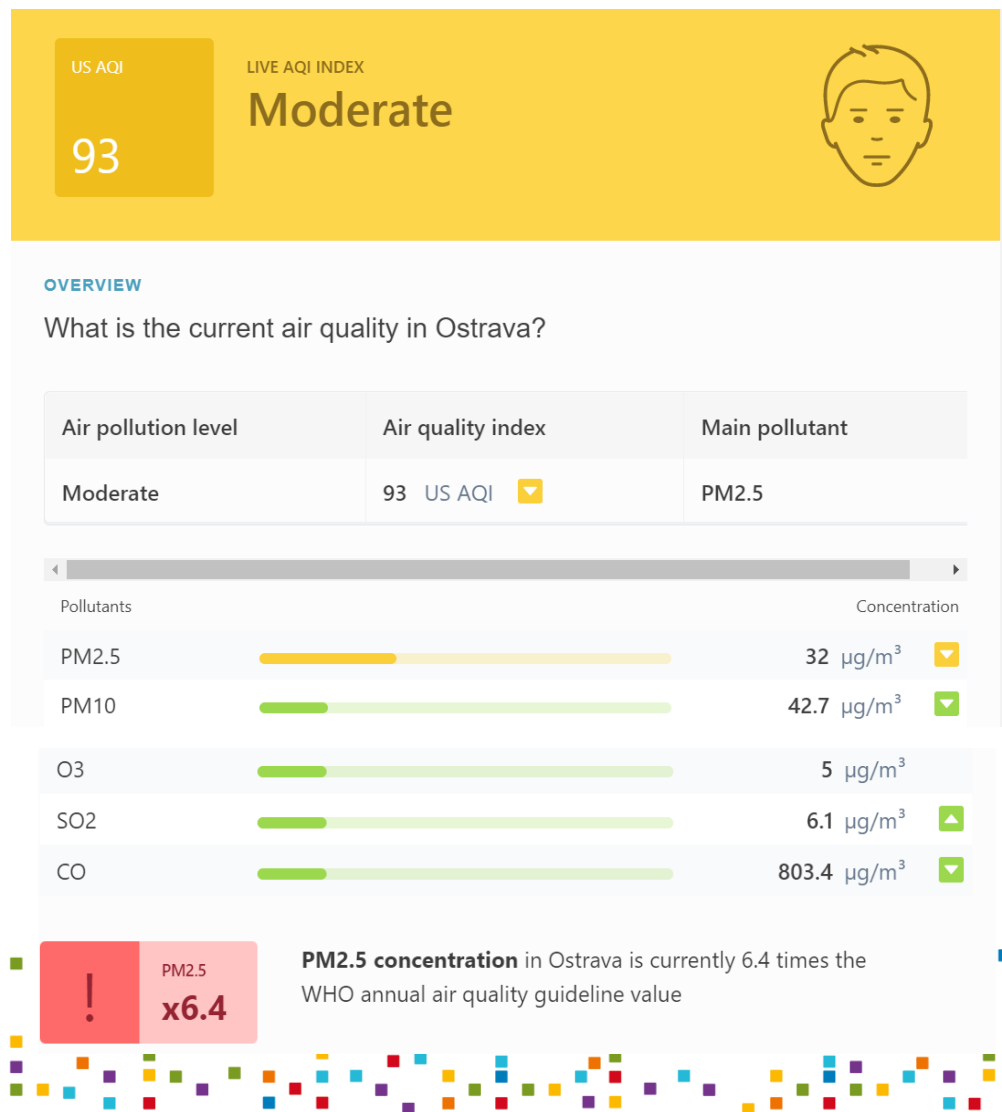 US AQI
93
LIVE AQI INDEX
Moderate
OVERVIEW
What is the current air quality in Ostrava?
Air pollution level Air quality index Main pollutant
Moderate 93 US AQI PM2.5
Pollutants Concentration
PM2.5 32 µg/m³
PM10 42.7 µg/m³
O3 5 µg/m³
SO2 6.1 µg/m³
CO 803.4 µg/m³
!
PM2.5
x6.4
PM2.5 concentration in Ostrava is currently 6.4 times the
WHO annual air quality guideline value